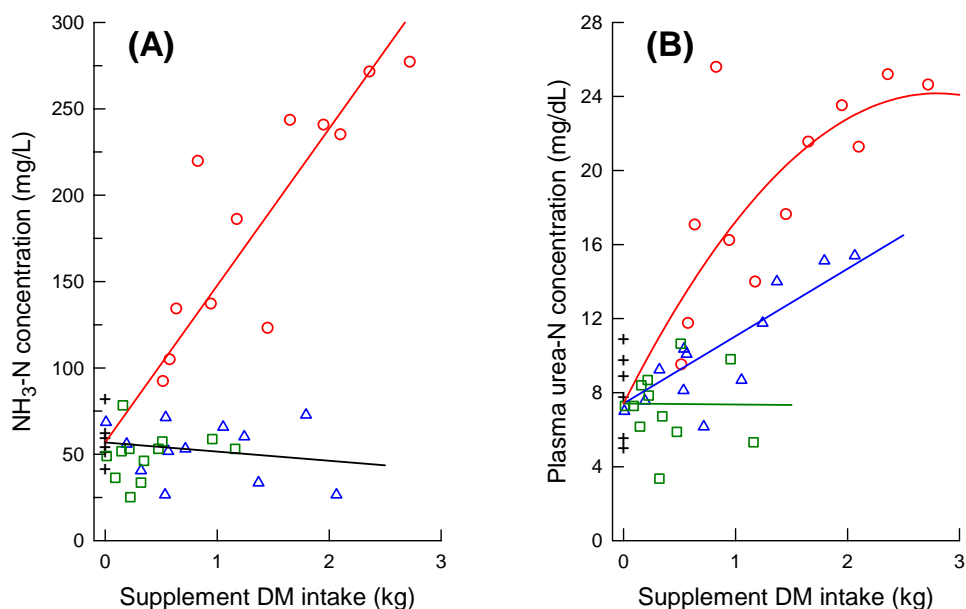 (A)
NH₃-N concentration (mg/L)
300
250
200
150
100
50
0
0 1 2 3
Supplement DM intake (kg)
(B)
Plasma urea-N concentration (mg/dL)
28
24
20
16
12
8
4
0
0 1 2 3
Supplement DM intake (kg)